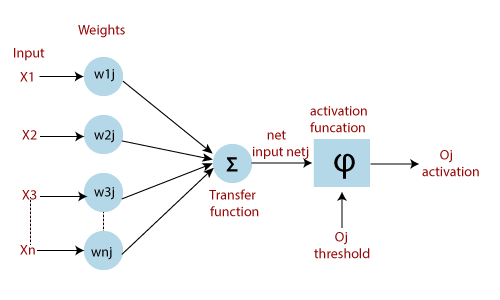 Weights
Input
X1
w1j
X2
w2j
X3
w3j
Xn
wnj
Σ
Transfer
function
net
input netj
activation
funcation
φ
Oj
activation
Oj
threshold